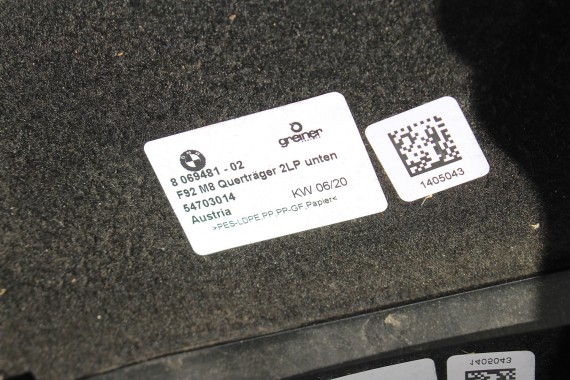 greiner
8 069481 - 02
F92 M8 Querträger 2LP unten
54703014
KW 06/20
Austria
>PES-LDPE,PP,PP-GF,Papier<
1405043
1405043